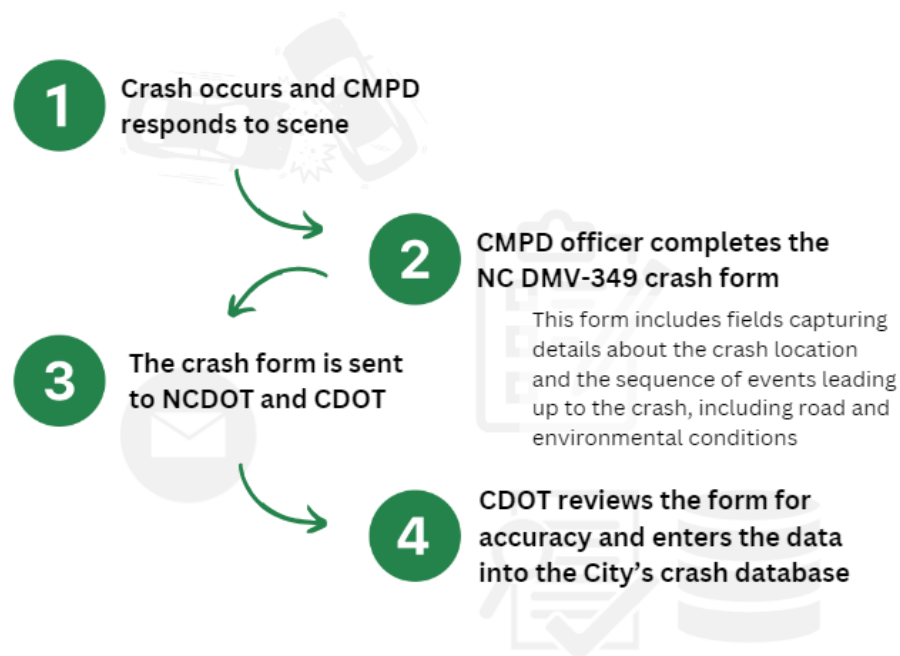 1
Crash occurs and CMPD
responds to scene
2
CMPD officer completes the
NC DMV-349 crash form
This form includes fields capturing
details about the crash location
and the sequence of events leading
up to the crash, including road and
environmental conditions
3
The crash form is sent
to NCDOT and CDOT
4
CDOT reviews the form for
accuracy and enters the data
into the City’s crash database